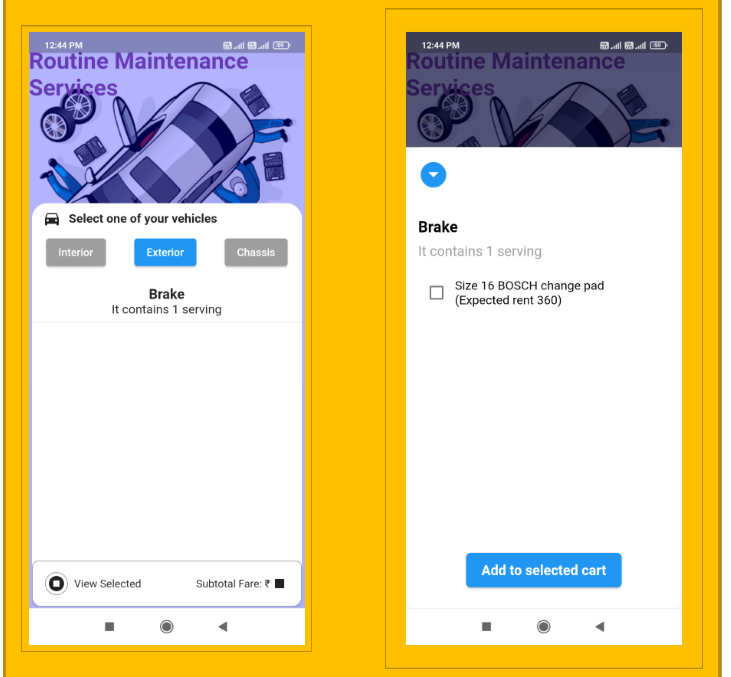 12:44 PM
Routine Maintenance
Services
Select one of your vehicles
Interior
Exterior
Chassis
Brake
It contains 1 serving
View Selected
Subtotal Fare: ₹
12:44 PM
Routine Maintenance
Services
Brake
It contains 1 serving
Size 16 BOSCH change pad
(Expected rent 360)
Add to selected cart